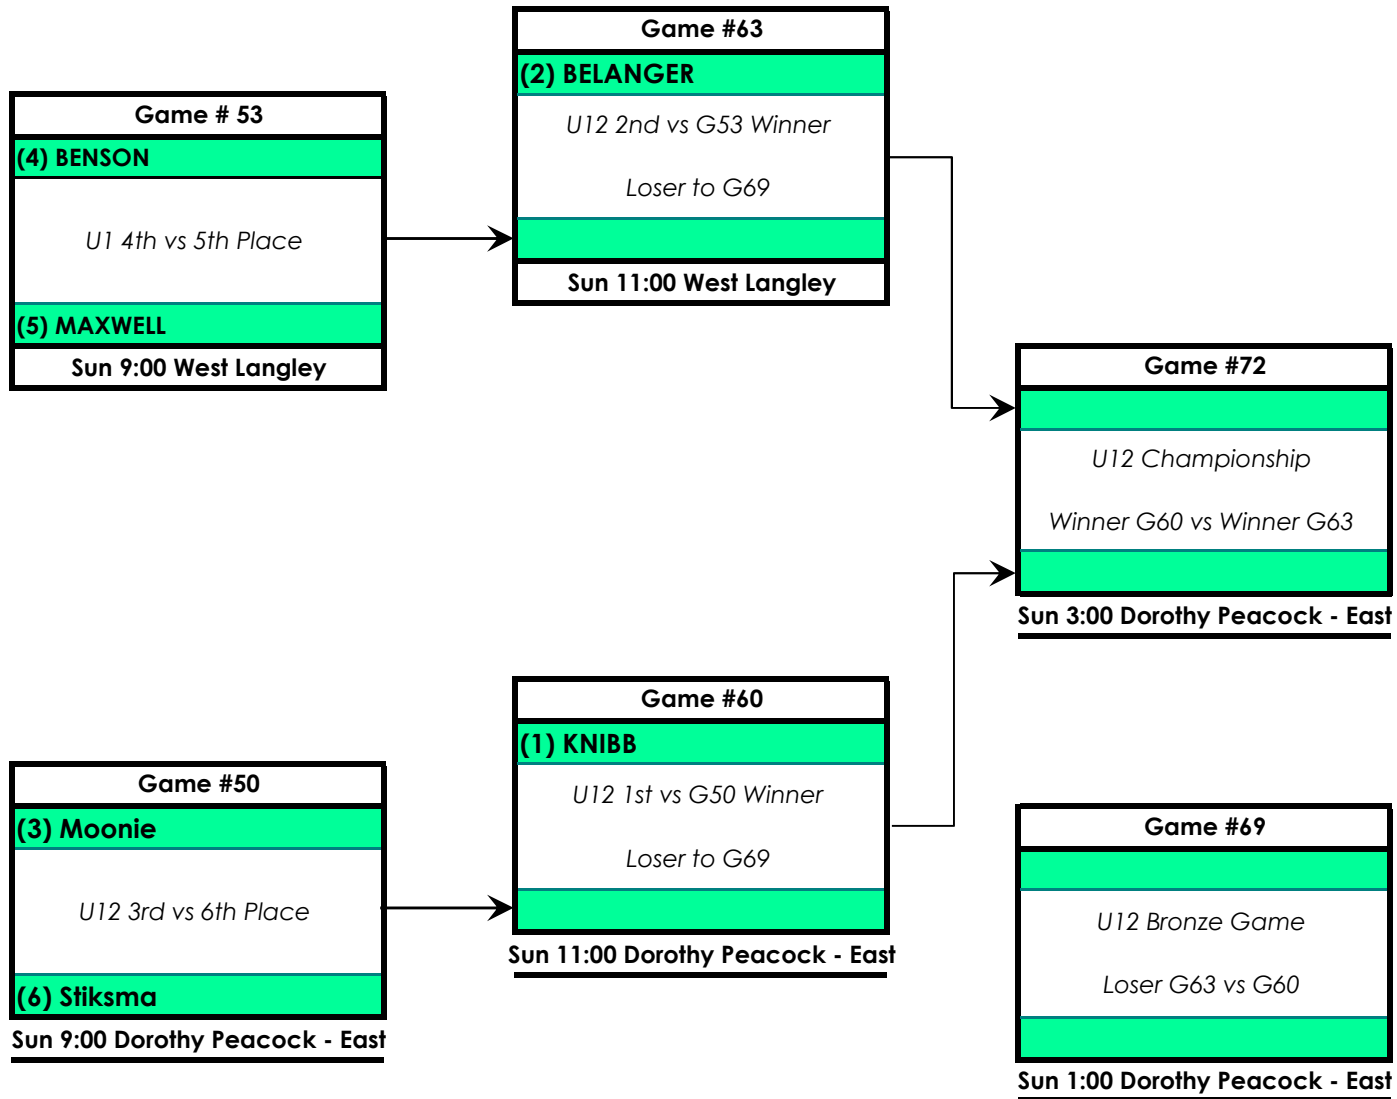 Game #63
(2) BELANGER
U12 2nd vs G53 Winner
Loser to G69
Sun 11:00 West Langley
Game # 53
(4) BENSON
U1 4th vs 5th Place
(5) MAXWELL
Sun 9:00 West Langley
Game #72
U12 Championship
Winner G60 vs Winner G63
Sun 3:00 Dorothy Peacock - East
Game #60
(1) KNIBB
U12 1st vs G50 Winner
Loser to G69
Sun 11:00 Dorothy Peacock - East
Game #50
(3) Moonie
U12 3rd vs 6th Place
(6) Stiksma
Sun 9:00 Dorothy Peacock - East
Game #69
U12 Bronze Game
Loser G63 vs G60
Sun 1:00 Dorothy Peacock - East